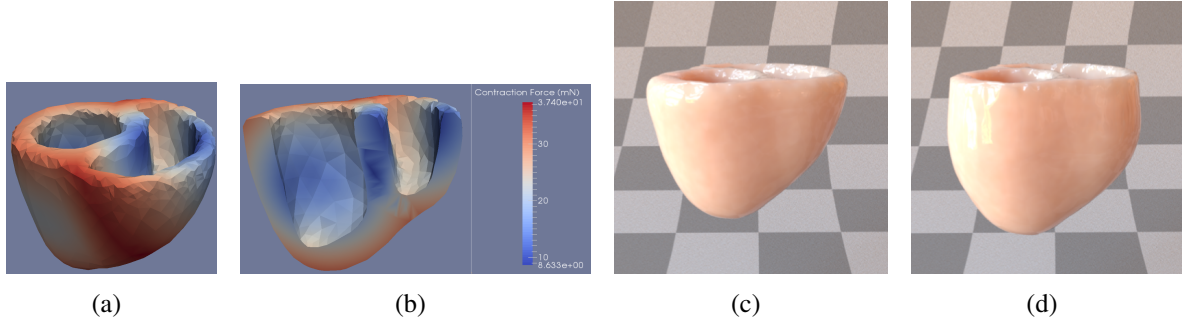 Contraction Force (mN)
3.740e+01
30
20
10
8.633e+00
(a)
(b)
(c)
(d)